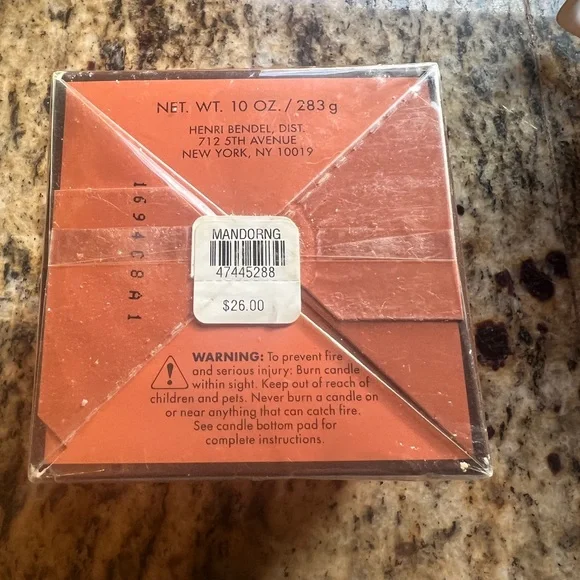 NET. WT. 10 OZ. / 283 g
HENRI BENDEL, DIST.
712 5TH AVENUE
NEW YORK, NY 10019
169408A1
MANDORNG
47445288
$26.00
WARNING: To prevent fire
and serious injury: Burn candle
within sight. Keep out of reach of
children and pets. Never burn a candle on
or near anything that can catch fire.
See candle bottom pad for
complete instructions.